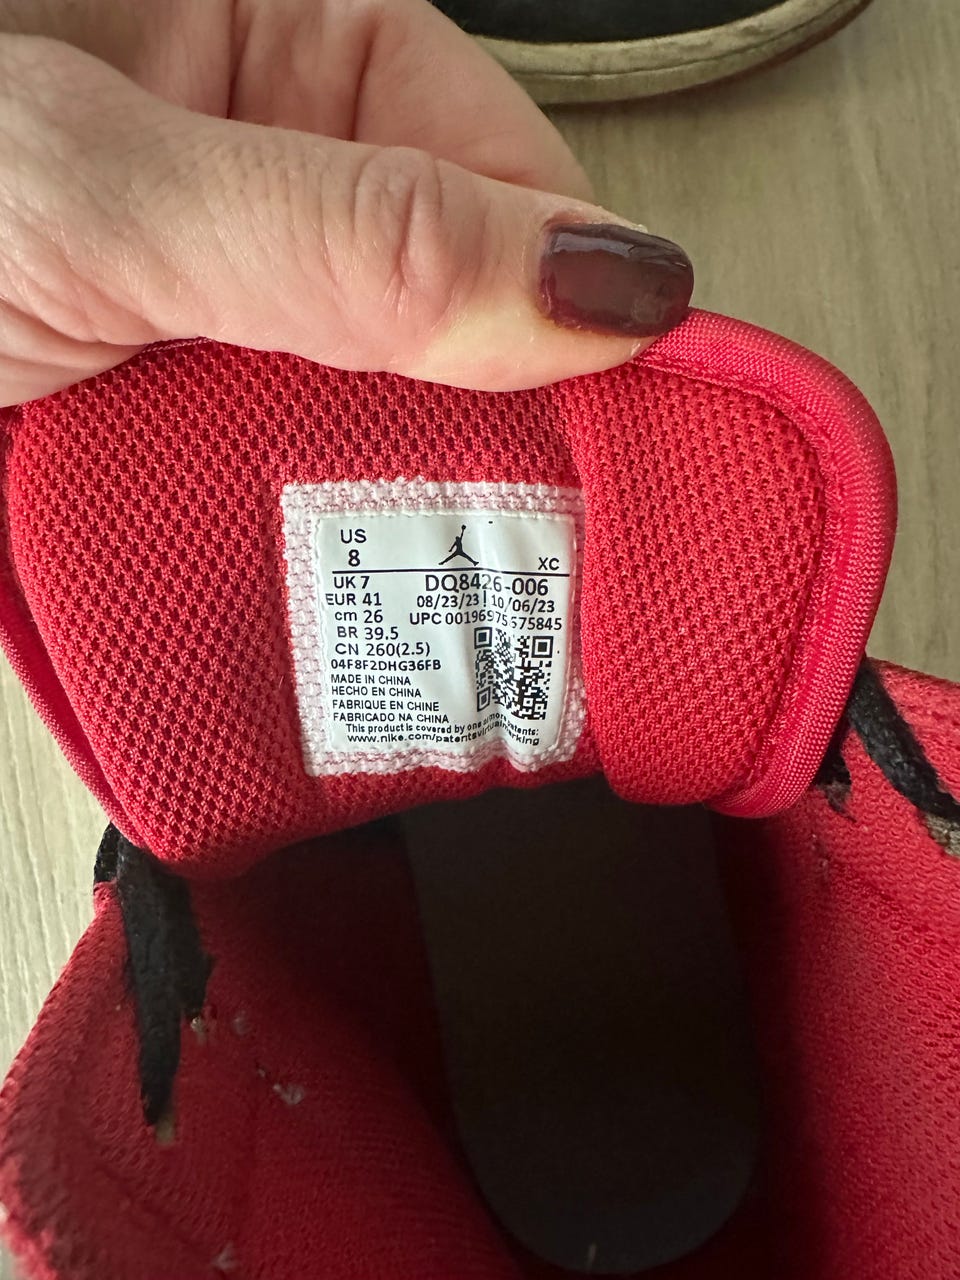 US
8
XC
UK 7
DQ8426-006
EUR 41
08/23/23 | 10/06/23
cm 26
UPC 00196975575845
BR 39.5
CN 260(2.5)
04F8F2DHG36FB
MADE IN CHINA
HECHO EN CHINA
FABRIQUE EN CHINE
FABRICADO NA CHINA
This product is covered by one or more patents:
www.nike.com/patentsvirtualmarking